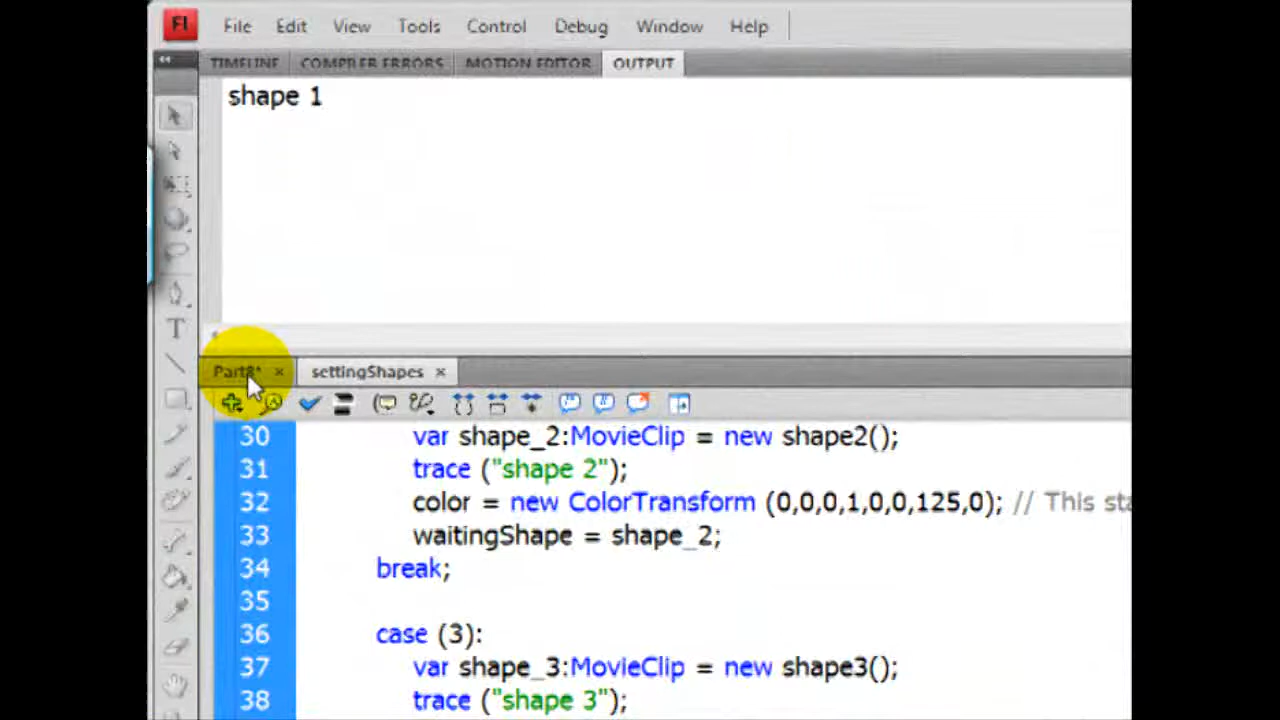 Fl File Edit View Tools Control Debug Window Help
TIMELINE COMPILER ERRORS MOTION EDITOR OUTPUT
shape 1
Part8* × settingShapes ×
30 var shape_2:MovieClip = new shape2();
31 trace ("shape 2");
32 color = new ColorTransform (0,0,0,1,0,0,125,0); // This sta
33 waitingShape = shape_2;
34 break;
35
36 case (3):
37 var shape_3:MovieClip = new shape3();
38 trace ("shape 3");